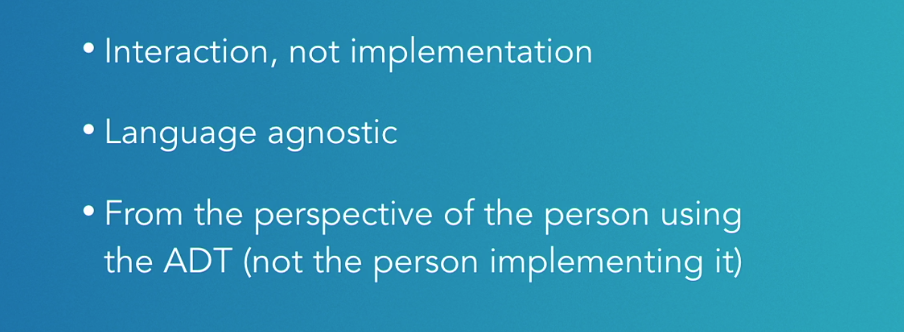 • Interaction, not implementation
• Language agnostic
• From the perspective of the person using
the ADT (not the person implementing it)